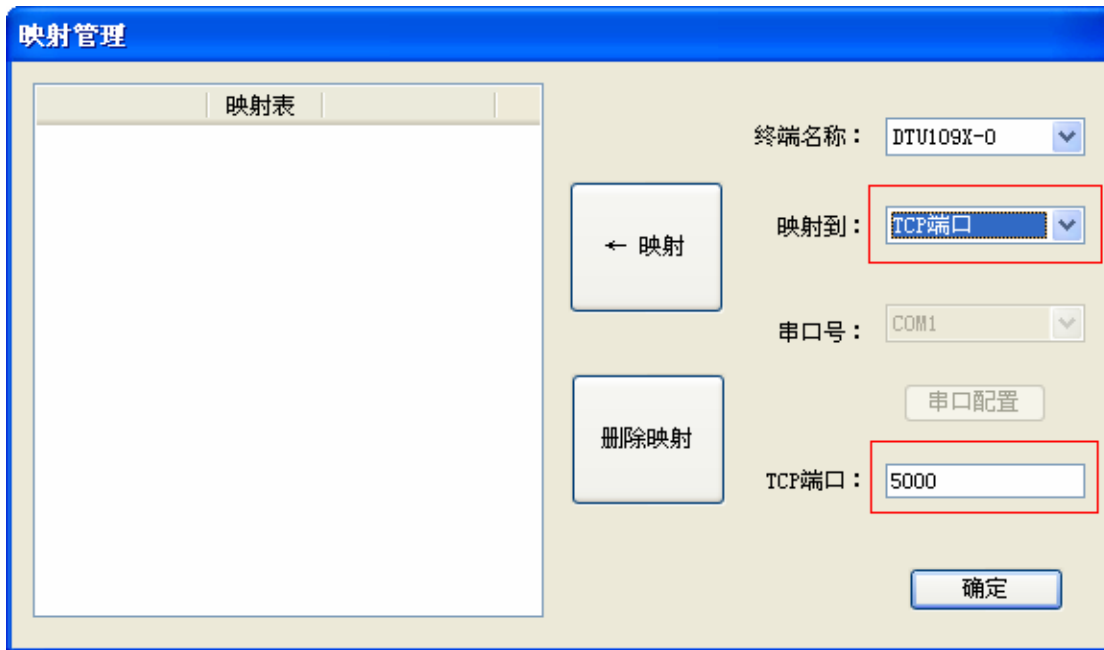 映射管理
映射表
终端名称：
DTU109X-0
← 映射
映射到：
TCP端口
串口号：
COM1
串口配置
删除映射
TCP端口：
5000
确定